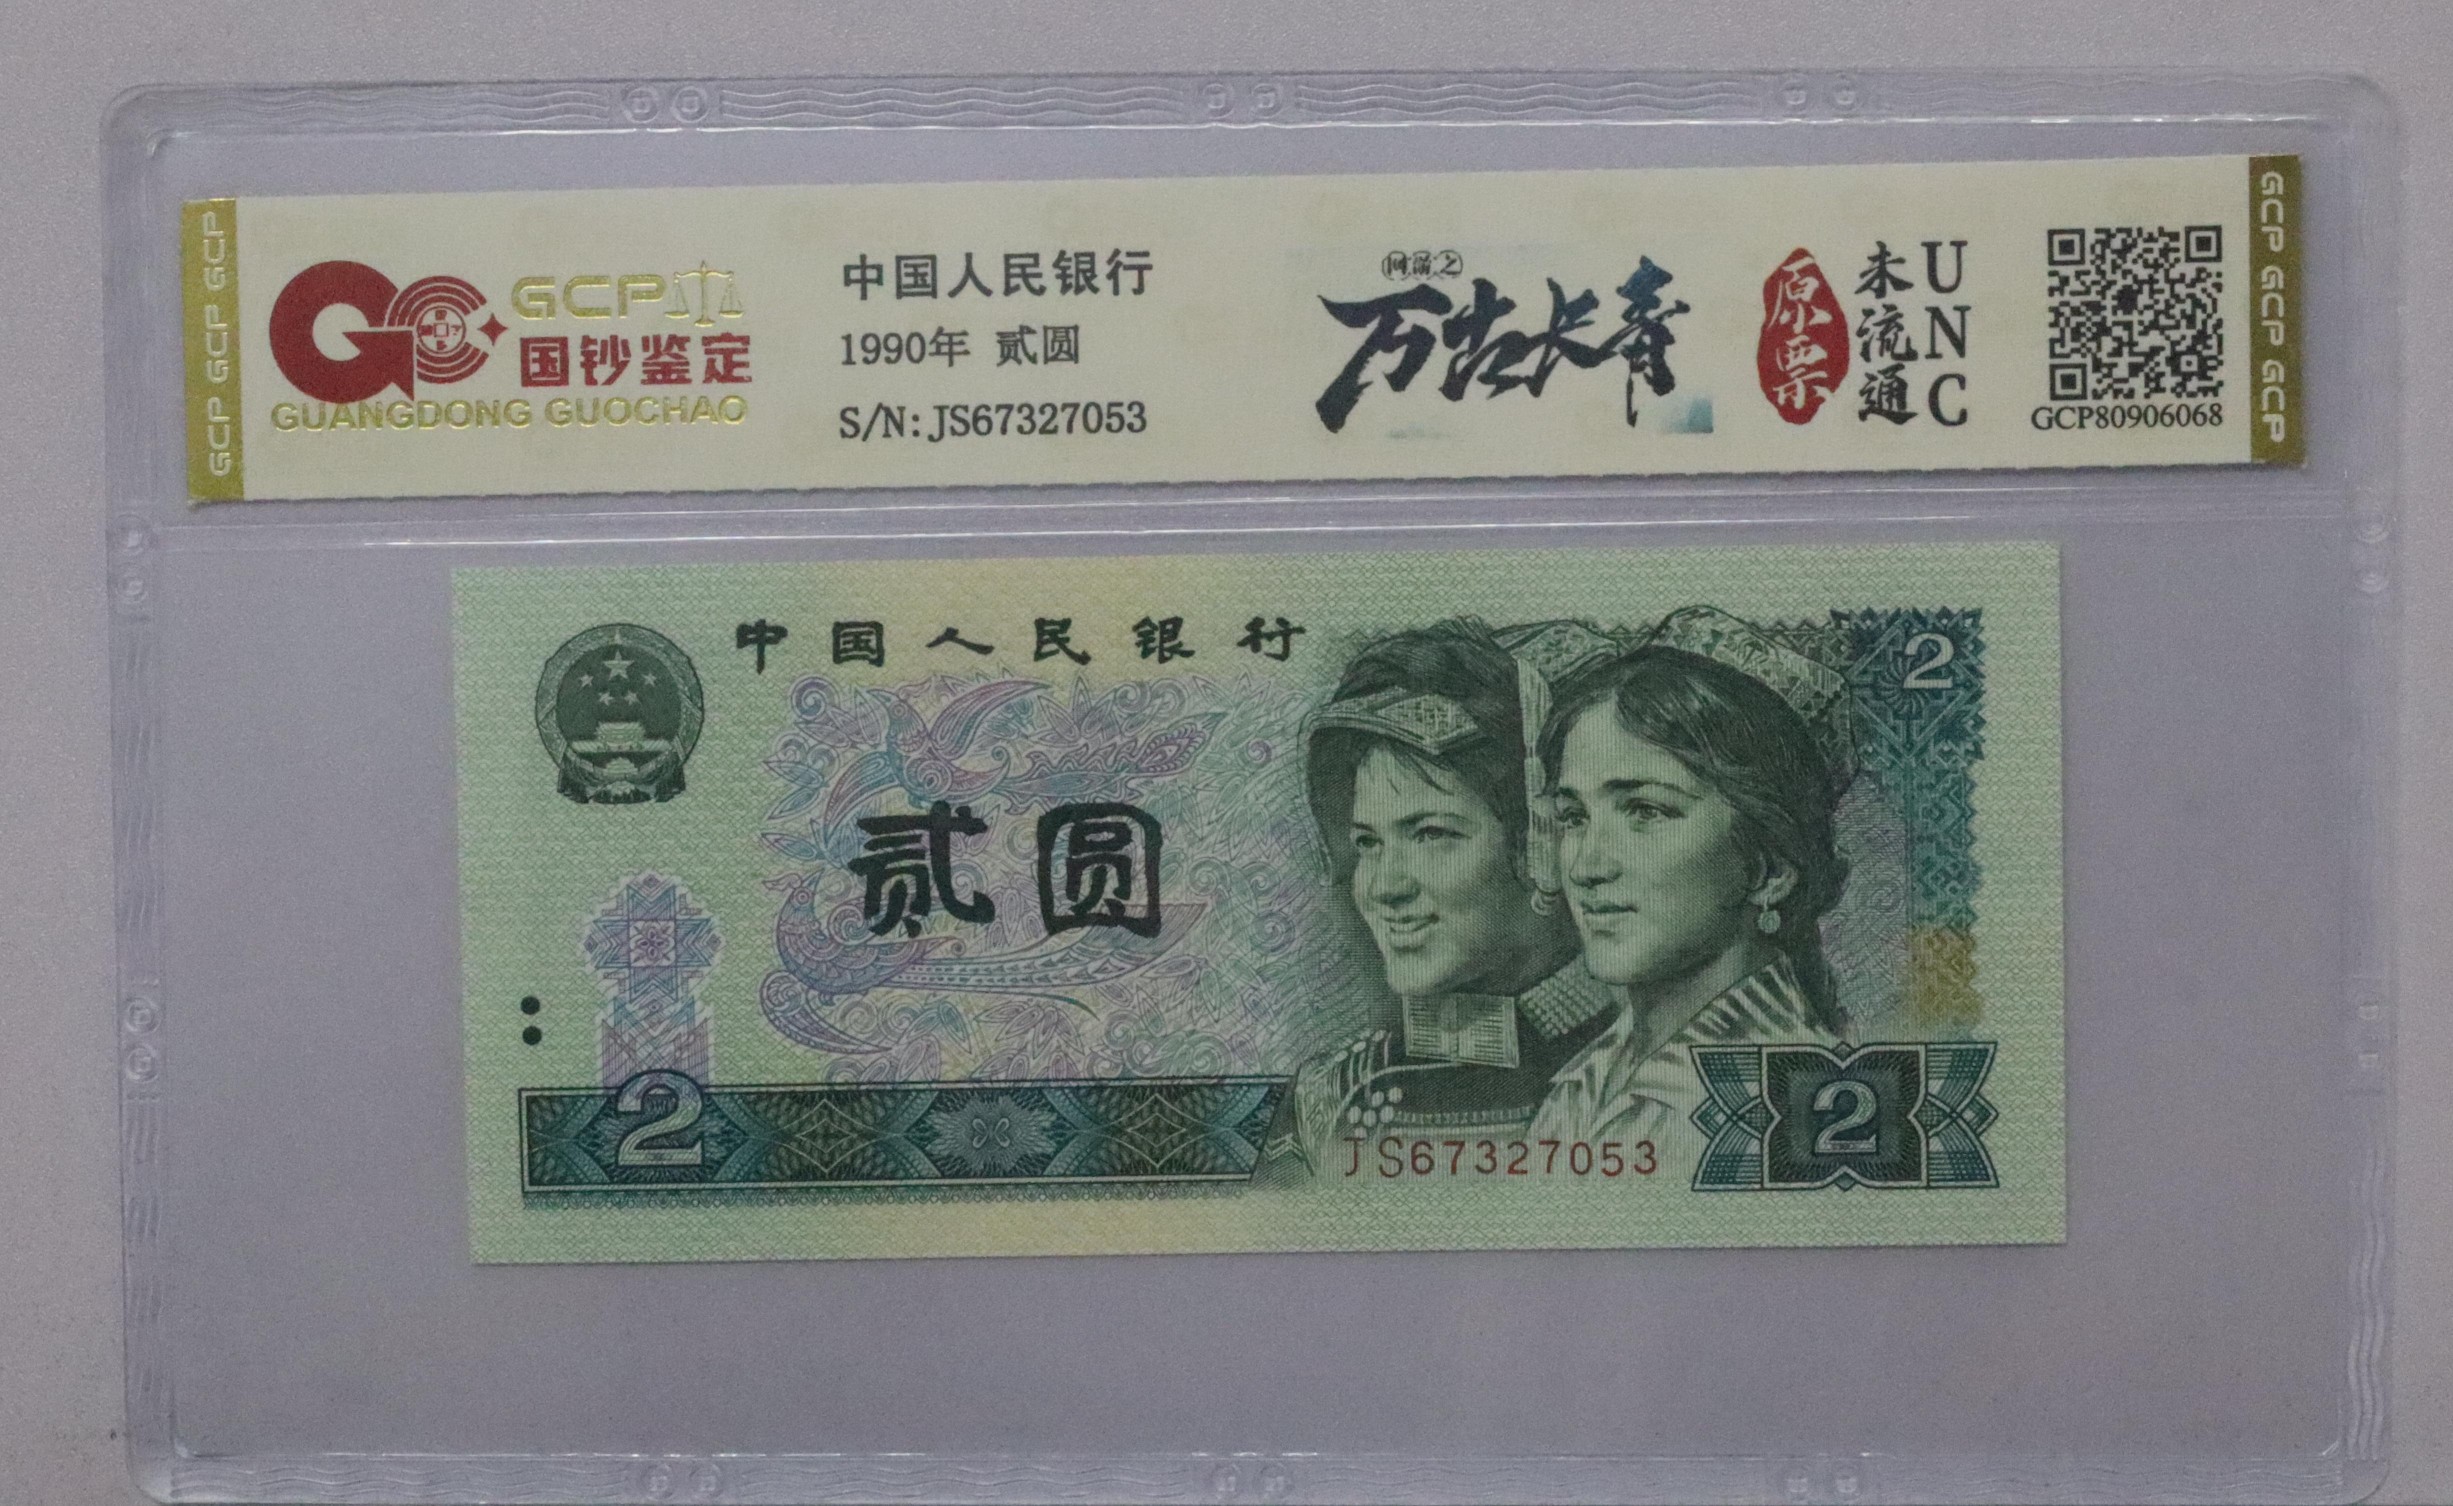 GCP GCP GCP
GCP
国钞鉴定
GUANGDONG GUOCHAO
中国人民银行
1990年 贰圆
S/N: JS67327053
万古长青
原票
未流通
UNC
GCP80906068
GCP GCP GCP
中国人民银行
2
贰圆
2
JS67327053
2